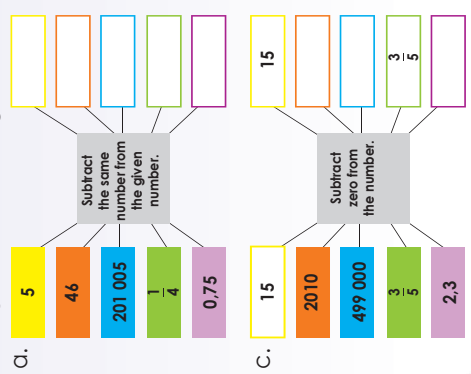 a.
5
46
201 005
1
4
0,75
Subtract
the same
number from
the given
number.
c.
15
2010
499 000
3
5
2,3
Subtract
zero from
the number.
15
3
5